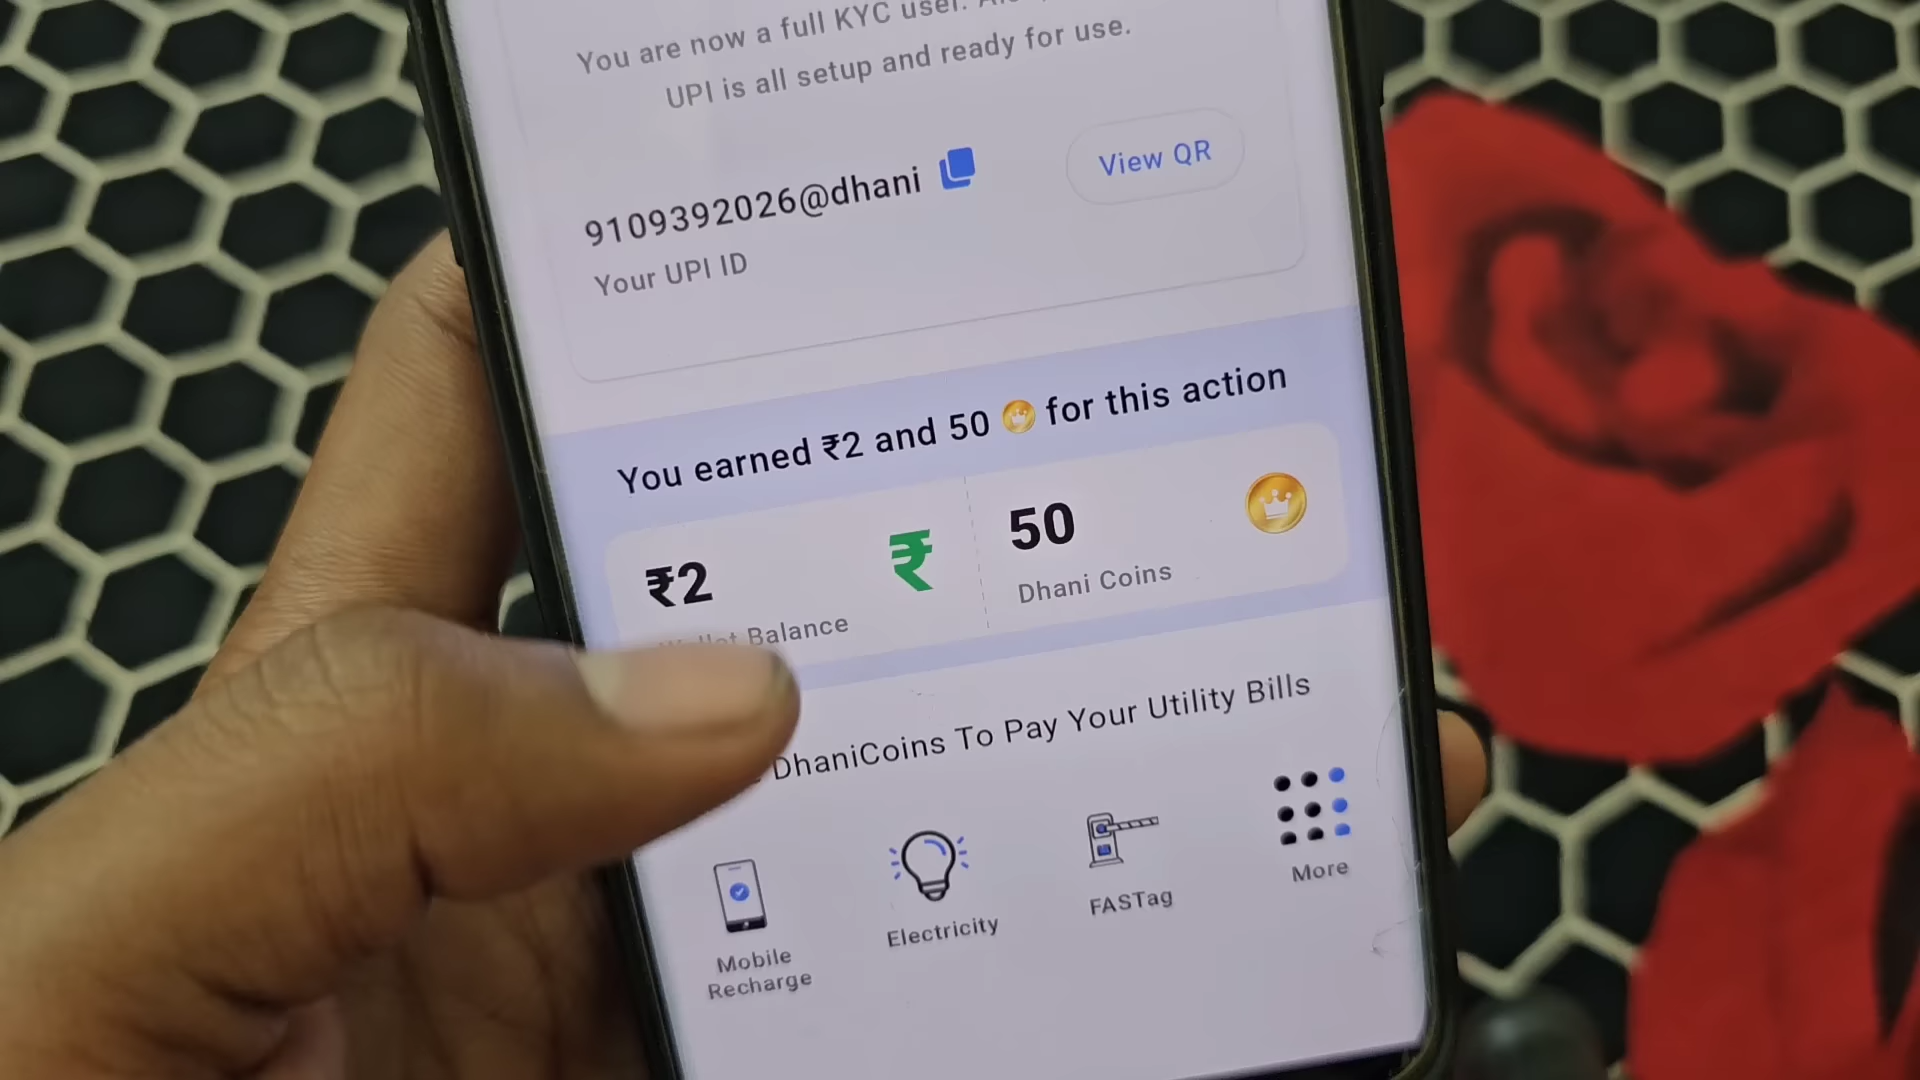 You are now a full KYC user.
UPI is all setup and ready for use.
9109392026@dhani
View QR
Your UPI ID
You earned ₹2 and 50 for this action
₹2
₹
50
Wallet Balance
Dhani Coins
DhaniCoins To Pay Your Utility Bills
Mobile Recharge
Electricity
FASTag
More